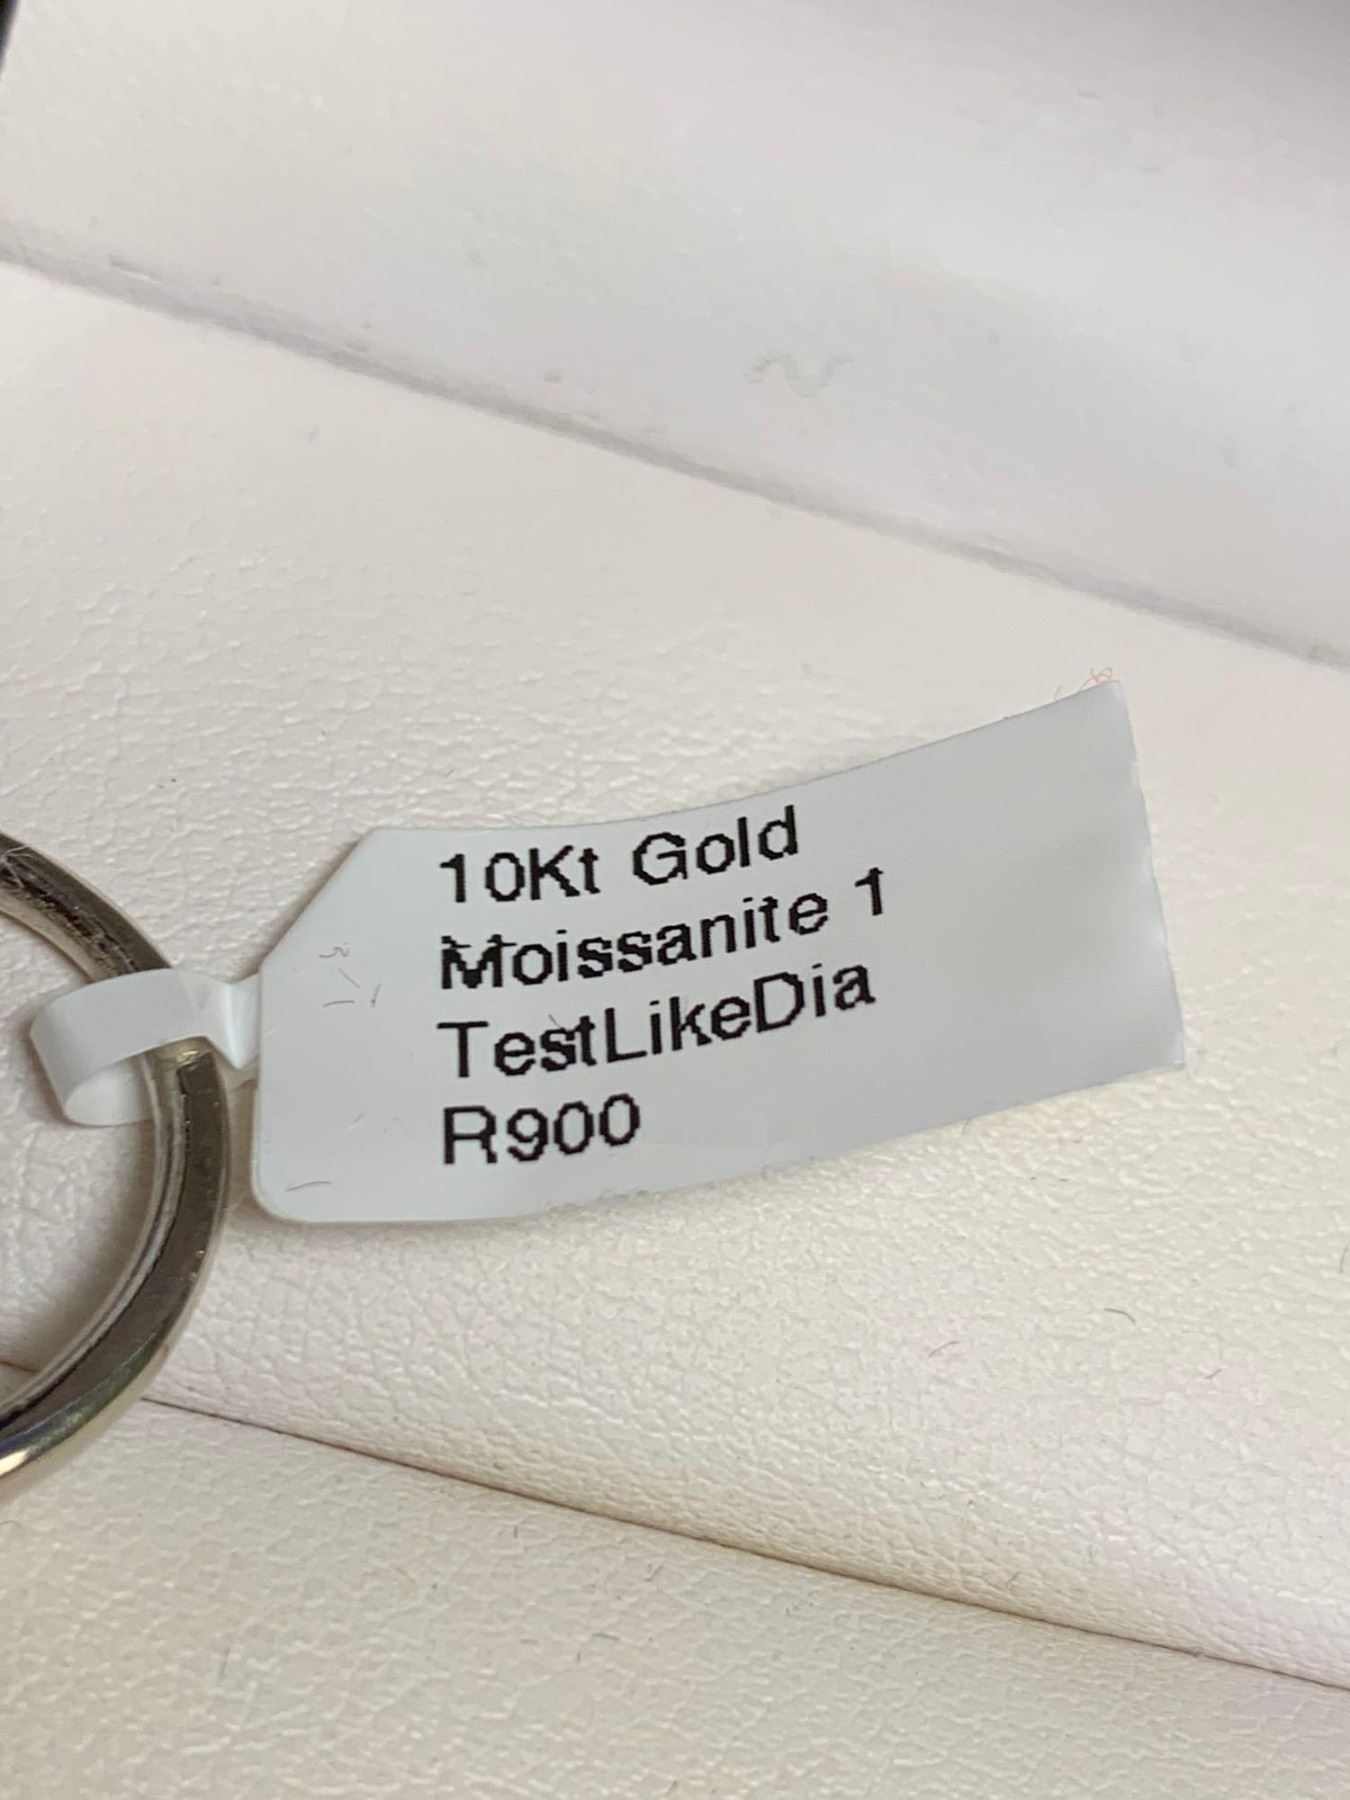 10Kt Gold
Moissanite 1
TestLikeDia
R900